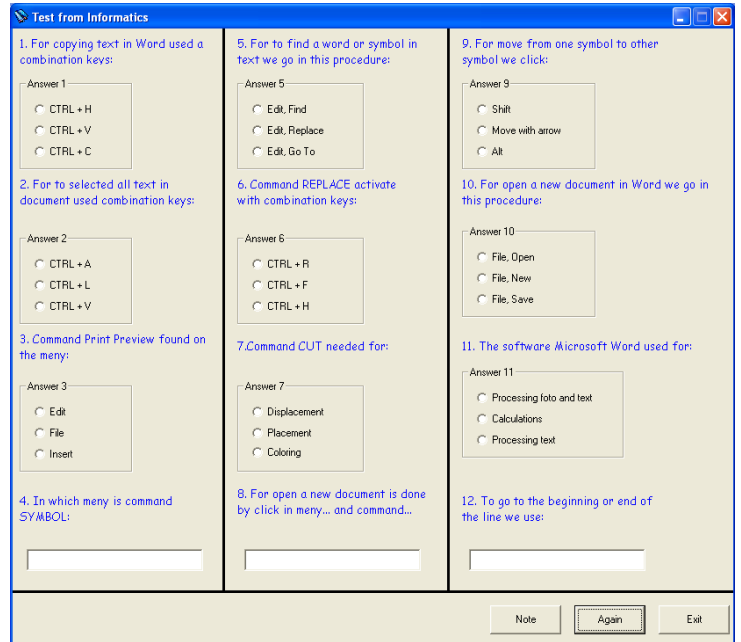 Test from Informatics
1. For copying text in Word used a
combination keys:
Answer 1
CTRL + H
CTRL + V
CTRL + C
2. For to selected all text in
document used combination keys:
Answer 2
CTRL + A
CTRL + L
CTRL + V
3. Command Print Preview found on
the meny:
Answer 3
Edit
File
Insert
4. In which meny is command
SYMBOL:
5. For to find a word or symbol in
text we go in this procedure:
Answer 5
Edit, Find
Edit, Replace
Edit, Go To
6. Command REPLACE activate
with combination keys:
Answer 6
CTRL + R
CTRL + F
CTRL + H
7.Command CUT needed for:
Answer 7
Displacement
Placement
Coloring
8. For open a new document is done
by click in meny... and command...
9. For move from one symbol to other
symbol we click:
Answer 9
Shift
Move with arrow
Alt
10. For open a new document in Word we go in
this procedure:
Answer 10
File, Open
File, New
File, Save
11. The software Microsoft Word used for:
Answer 11
Processing foto and text
Calculations
Processing text
12. To go to the beginning or end of
the line we use:
Note
Again
Exit